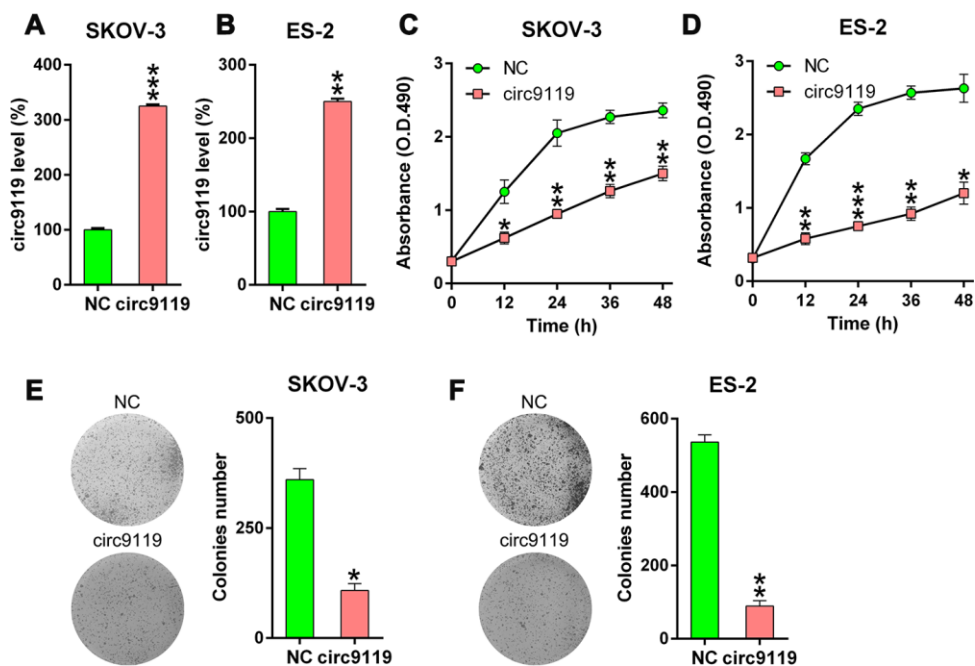 A
SKOV-3
circ9119 level (%)
400
300
200
100
0
***
NC circ9119
B
ES-2
circ9119 level (%)
300
200
100
0
**
NC circ9119
C
SKOV-3
NC
circ9119
Absorbance (O.D.490)
3
2
1
0
*
**
**
**
0 12 24 36 48
Time (h)
D
ES-2
NC
circ9119
Absorbance (O.D.490)
3
2
1
0
**
***
**
*
0 12 24 36 48
Time (h)
E
NC
circ9119
SKOV-3
Colonies number
500
250
0
*
NC circ9119
F
NC
circ9119
ES-2
Colonies number
600
400
200
0
**
NC circ9119